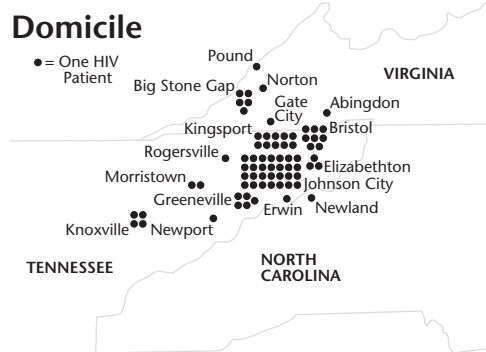 Domicile
= One HIV
Patient
Pound
Norton
VIRGINIA
Big Stone Gap
Gate
City
Abingdon
Kingsport
Bristol
Rogersville
Elizabethton
Morristown
Johnson City
Greeneville
Erwin
Newland
Knoxville
Newport
TENNESSEE
NORTH
CAROLINA